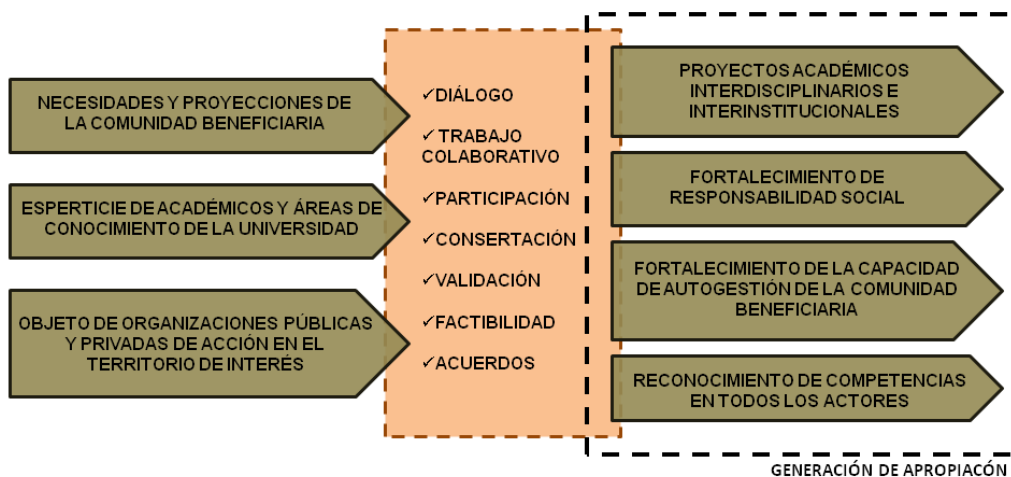 NECESIDADES Y PROYECCIONES DE
LA COMUNIDAD BENEFICIARIA
ESPERTICIE DE ACADÉMICOS Y ÁREAS DE
CONOCIMIENTO DE LA UNIVERSIDAD
OBJETO DE ORGANIZACIONES PÚBLICAS
Y PRIVADAS DE ACCIÓN EN EL
TERRITORIO DE INTERÉS
✓DIÁLOGO
✓ TRABAJO
COLABORATIVO
✓PARTICIPACIÓN
✓CONSERTACIÓN
✓VALIDACIÓN
✓FACTIBILIDAD
✓ACUERDOS
PROYECTOS ACADÉMICOS
INTERDISCIPLINARIOS E
INTERINSTITUCIONALES
FORTALECIMIENTO DE
RESPONSABILIDAD SOCIAL
FORTALECIMIENTO DE LA CAPACIDAD
DE AUTOGESTIÓN DE LA COMUNIDAD
BENEFICIARIA
RECONOCIMIENTO DE COMPETENCIAS
EN TODOS LOS ACTORES
GENERACIÓN DE APROPIACÓN